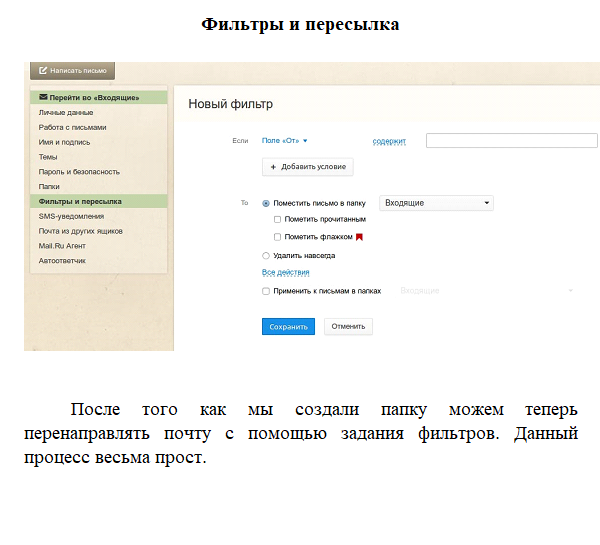 Фильтры и пересылка
Написать письмо
Перейти во «Входящие»
Личные данные
Работа с письмами
Имя и подпись
Темы
Пароль и безопасность
Папки
Фильтры и пересылка
SMS-уведомления
Почта из других ящиков
Mail.Ru Агент
Автоответчик
Новый фильтр
Если Поле «От» содержит
+ Добавить условие
То Поместить письмо в папку Входящие
Пометить прочитанным
Пометить флажком
Удалить навсегда
Все действия
Применить к письмам в папках Входящие
Сохранить Отменить
После того как мы создали папку можем теперь
перенаправлять почту с помощью задания фильтров. Данный
процесс весьма прост.